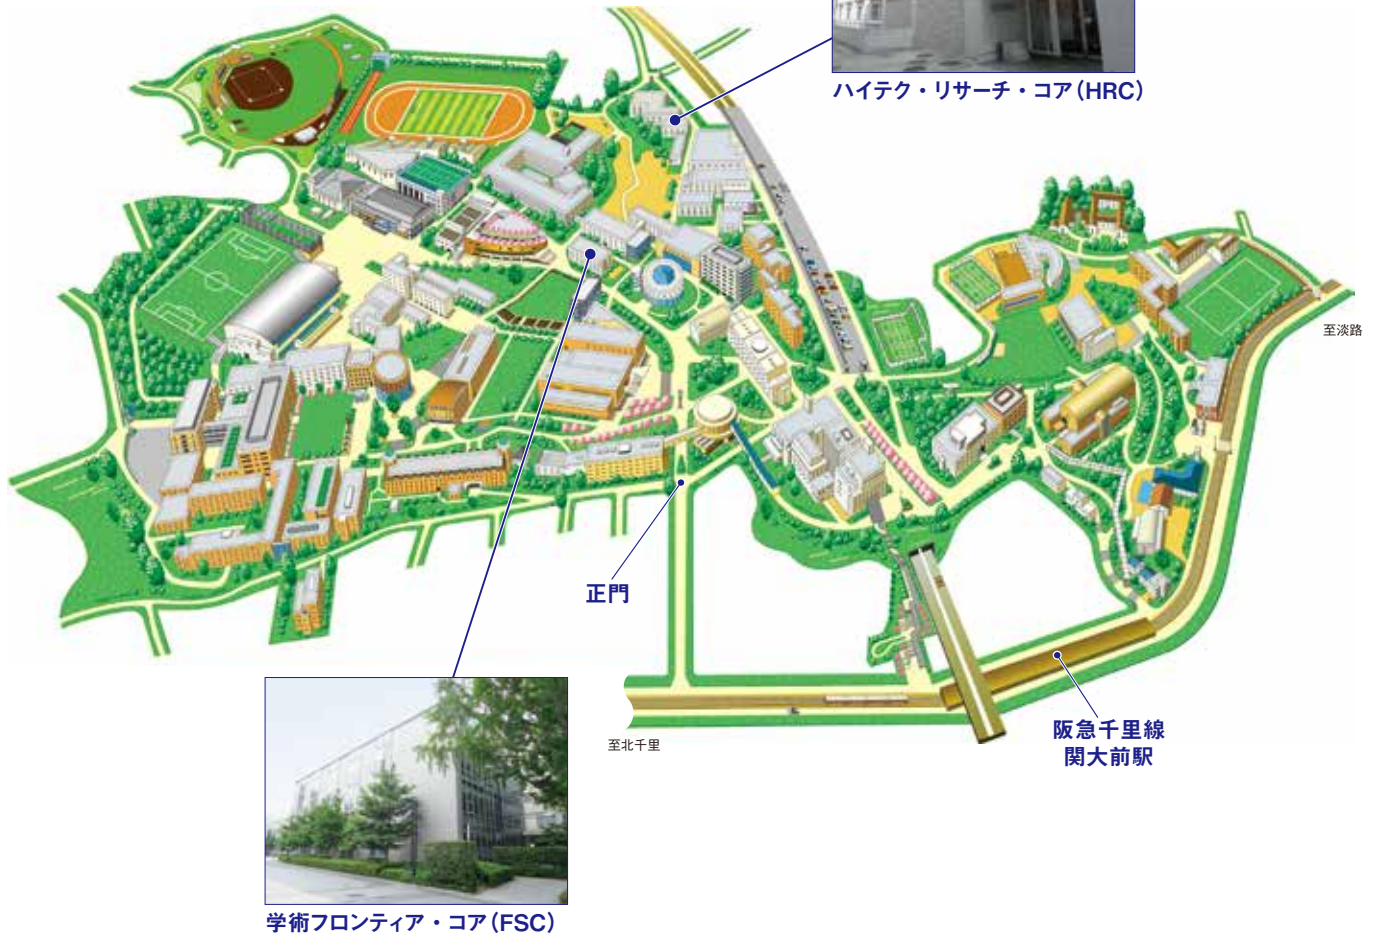 ハイテク・リサーチ・コア（HRC）
至淡路
正門
阪急千里線
関大前駅
至北千里
学術フロンティア・コア（FSC）